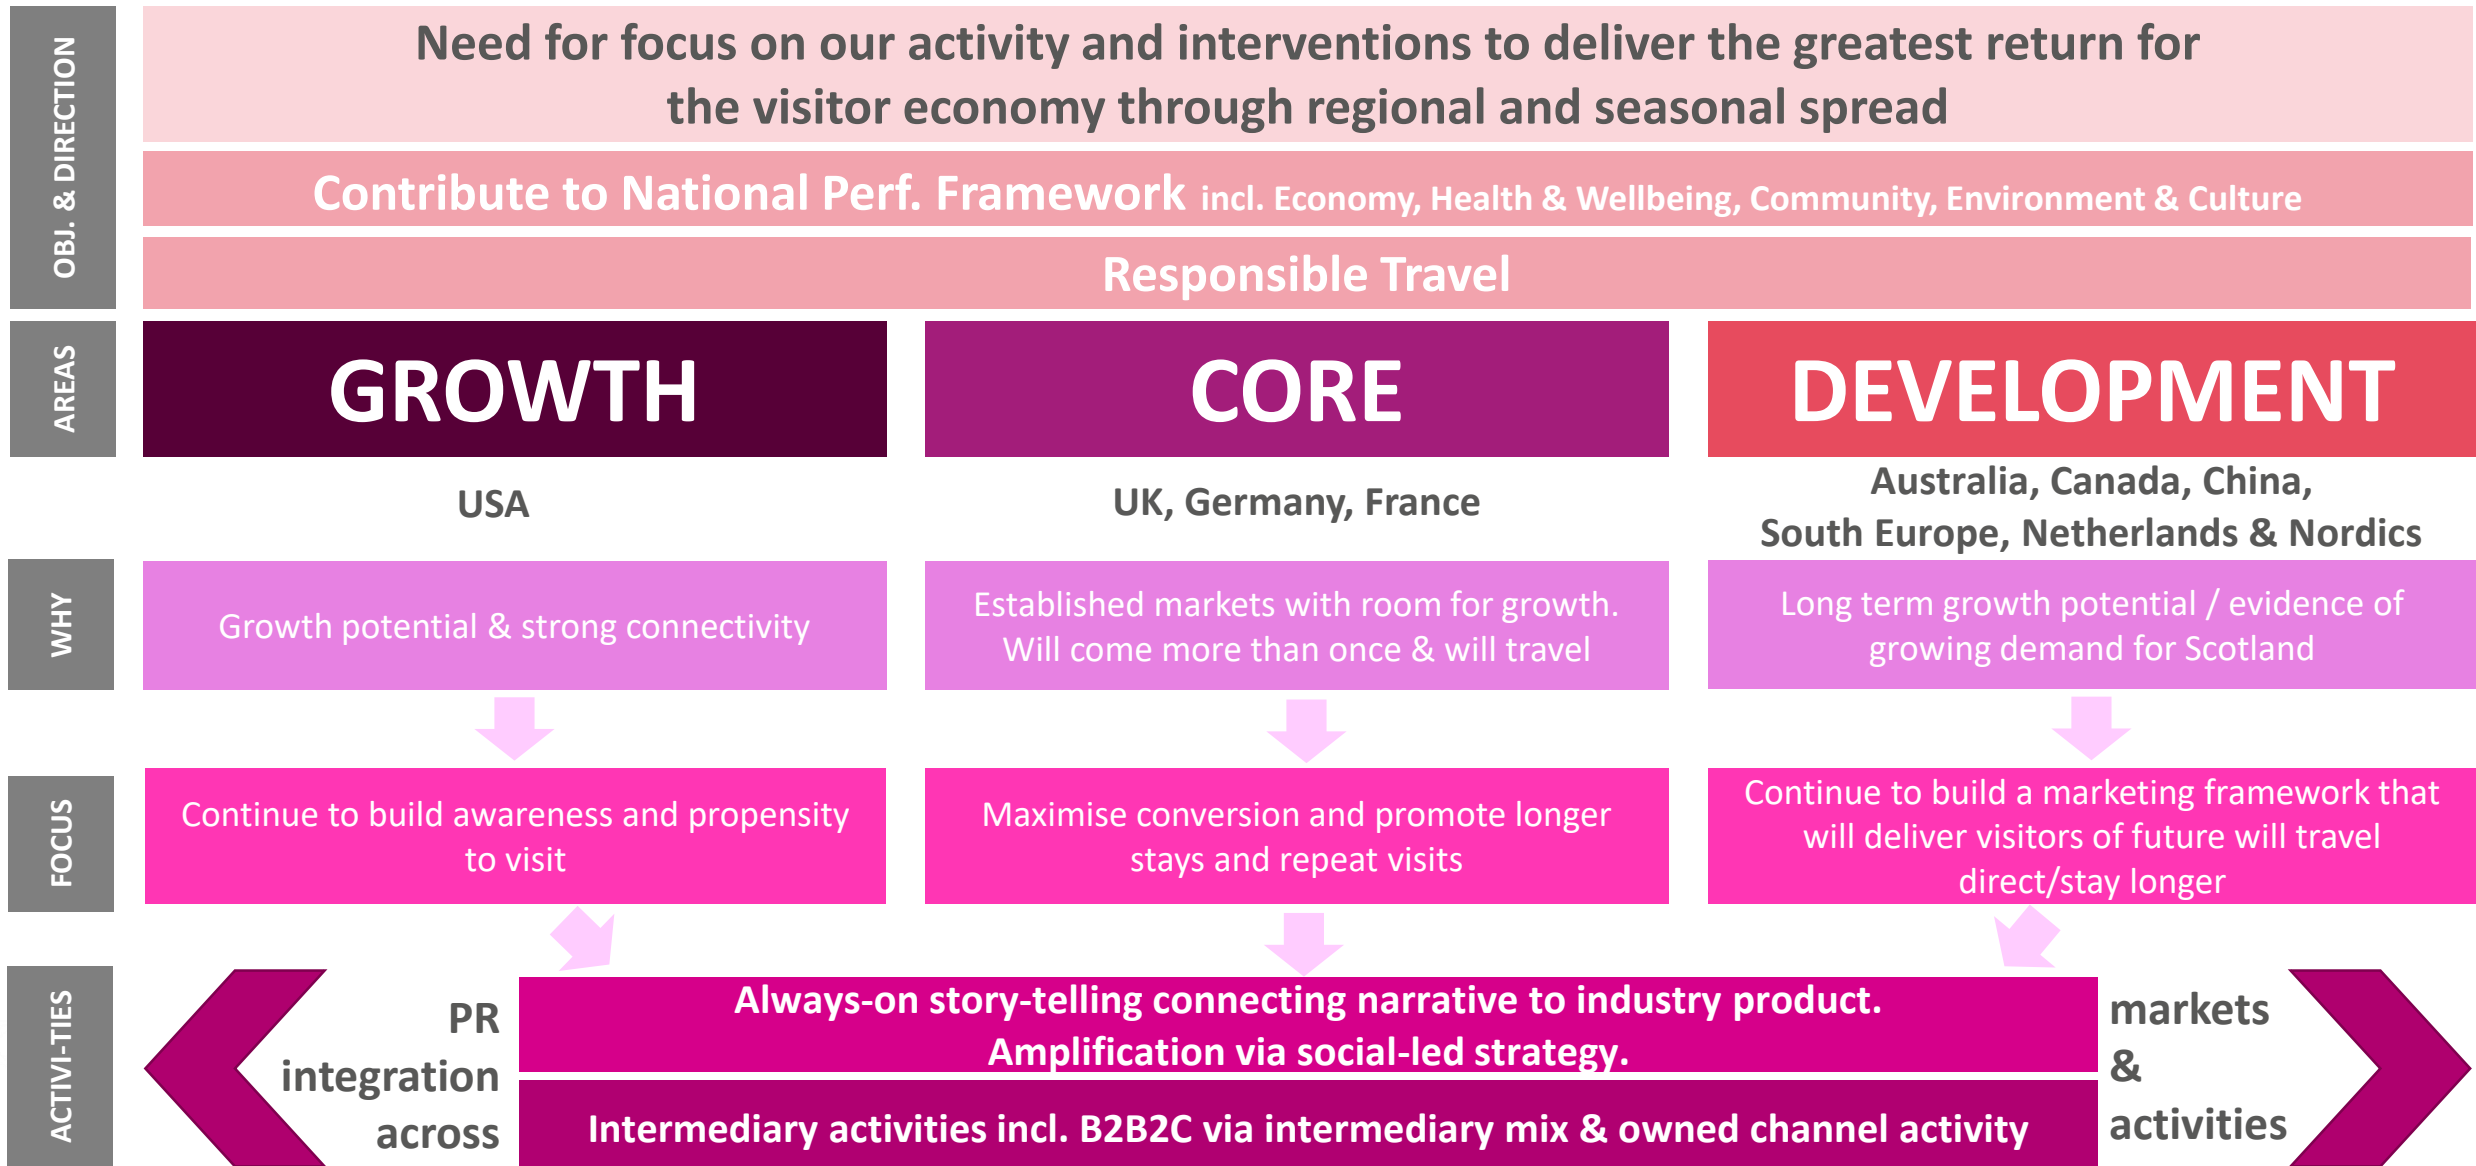 OBJ. & DIRECTION
Need for focus on our activity and interventions to deliver the greatest return for
the visitor economy through regional and seasonal spread
Contribute to National Perf. Framework incl. Economy, Health & Wellbeing, Community, Environment & Culture
Responsible Travel
AREAS
GROWTH
CORE
DEVELOPMENT
USA
UK, Germany, France
Australia, Canada, China,
South Europe, Netherlands & Nordics
WHY
Growth potential & strong connectivity
Established markets with room for growth.
Will come more than once & will travel
Long term growth potential / evidence of
growing demand for Scotland
FOCUS
Continue to build awareness and propensity
to visit
Maximise conversion and promote longer
stays and repeat visits
Continue to build a marketing framework that
will deliver visitors of future will travel
direct/stay longer
ACTIVI-TIES
PR
integration
across
Always-on story-telling connecting narrative to industry product.
Amplification via social-led strategy.
Intermediary activities incl. B2B2C via intermediary mix & owned channel activity
markets
&
activities